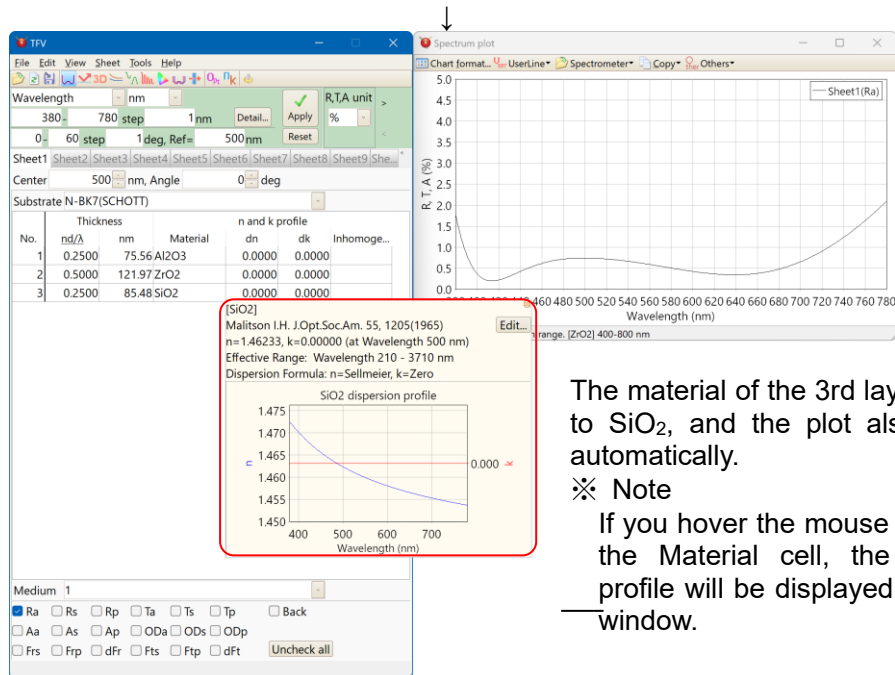 ↓
TFV
File Edit View Sheet Tools Help
Wavelength nm R,T,A unit >
380 - 780 step 1 nm Detail... Apply %
0 - 60 step 1 deg, Ref= 500 nm Reset <
Sheet1 Sheet2 Sheet3 Sheet4 Sheet5 Sheet6 Sheet7 Sheet8 Sheet9 She...
Center 500 nm, Angle 0 deg
Substrate N-BK7(SCHOTT)
Thickness n and k profile
No. nd/λ nm Material dn dk Inhomoge...
1 0.2500 75.56 Al2O3 0.0000 0.0000
2 0.5000 121.97 ZrO2 0.0000 0.0000
3 0.2500 85.48 SiO2 0.0000 0.0000
Medium 1
Ra Rs Rp Ta Ts Tp Back
Aa As Ap ODa ODs ODp
Frs Frp dFr Fts Ftp dFt Uncheck all
Spectrum plot
Chart format... UserLine Spectrometer Copy Others
Sheet1(Ra)
R, T, A (%)
5.0
4.5
4.0
3.5
3.0
2.5
2.0
1.5
1.0
0.5
0.0
460 480 500 520 540 560 580 600 620 640 660 680 700 720 740 760 780
Wavelength (nm)
range. [ZrO2] 400-800 nm
[SiO2]
Malitson I.H. J.Opt.Soc.Am. 55, 1205(1965) Edit...
n=1.46233, k=0.00000 (at Wavelength 500 nm)
Effective Range: Wavelength 210 - 3710 nm
Dispersion Formula: n=Sellmeier, k=Zero
SiO2 dispersion profile
1.475
1.470
1.465
1.460
1.455
1.450
n
0.000 k
400 500 600 700
Wavelength (nm)
The material of the 3rd lay
to SiO₂, and the plot als
automatically.
※ Note
If you hover the mouse
the Material cell, the
profile will be displayed
window.